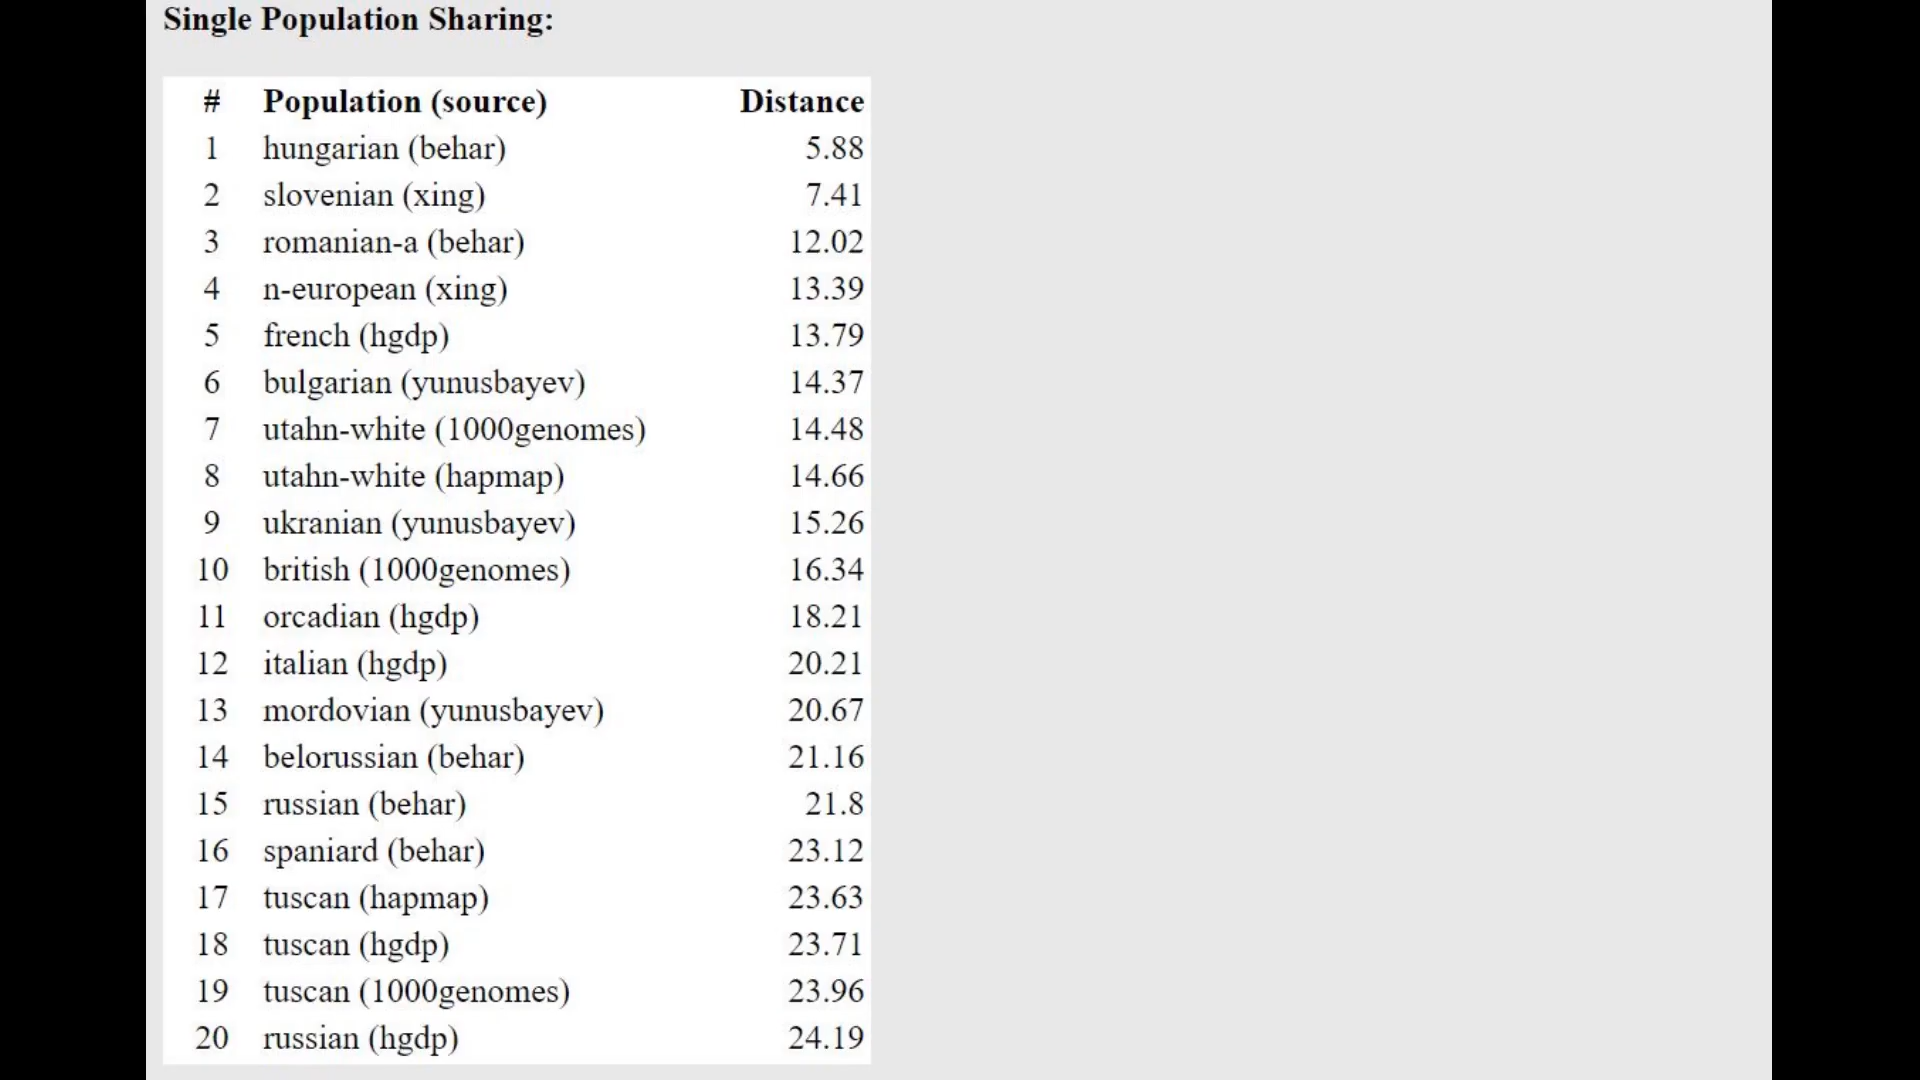 Single Population Sharing:
# Population (source) Distance
1 hungarian (behar) 5.88
2 slovenian (xing) 7.41
3 romanian-a (behar) 12.02
4 n-european (xing) 13.39
5 french (hgdp) 13.79
6 bulgarian (yunusbayev) 14.37
7 utahn-white (1000genomes) 14.48
8 utahn-white (hapmap) 14.66
9 ukranian (yunusbayev) 15.26
10 british (1000genomes) 16.34
11 orcadian (hgdp) 18.21
12 italian (hgdp) 20.21
13 mordovian (yunusbayev) 20.67
14 belorussian (behar) 21.16
15 russian (behar) 21.8
16 spaniard (behar) 23.12
17 tuscan (hapmap) 23.63
18 tuscan (hgdp) 23.71
19 tuscan (1000genomes) 23.96
20 russian (hgdp) 24.19